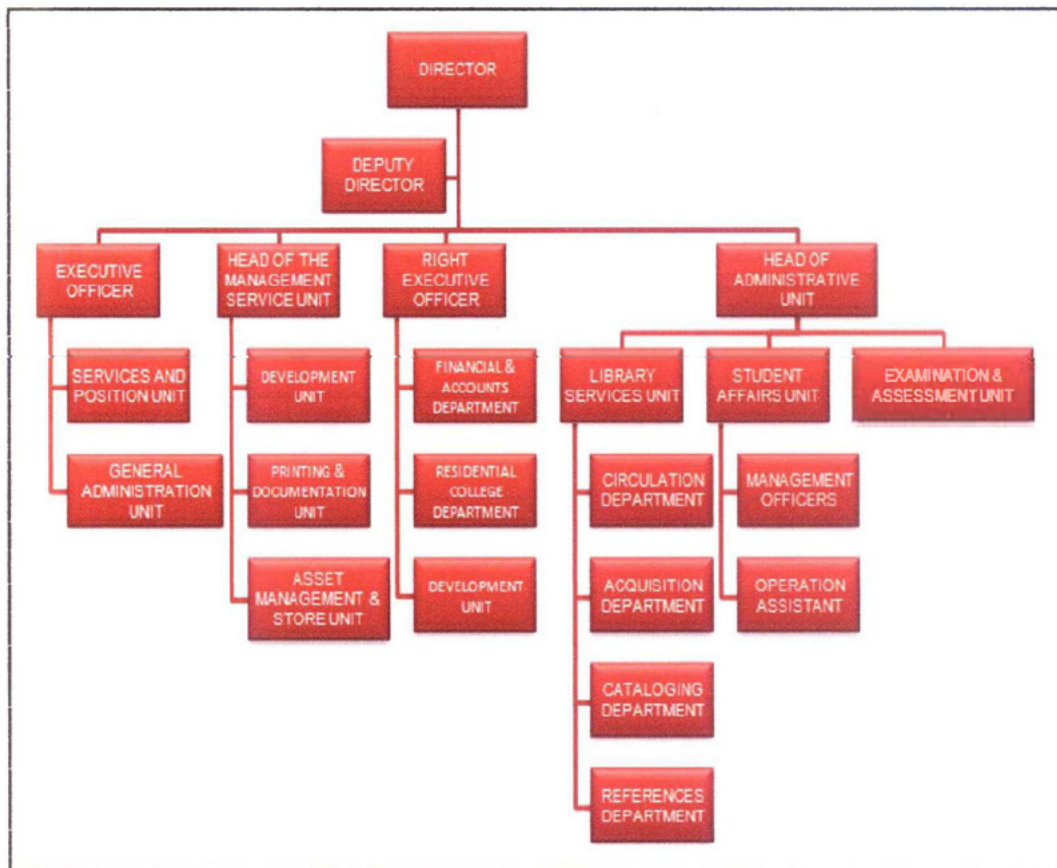 DIRECTOR
DEPUTY
DIRECTOR
EXECUTIVE
OFFICER
HEAD OF THE
MANAGEMENT
SERVICE UNIT
RIGHT
EXECUTIVE
OFFICER
HEAD OF
ADMINISTRATIVE
UNIT
SERVICES AND
POSITION UNIT
DEVELOPMENT
UNIT
FINANCIAL &
ACCOUNTS
DEPARTMENT
LIBRARY
SERVICES UNIT
STUDENT
AFFAIRS UNIT
EXAMINATION &
ASSESSMENT UNIT
GENERAL
ADMINISTRATION
UNIT
PRINTING &
DOCUMENTATION
UNIT
RESIDENTIAL
COLLEGE
DEPARTMENT
CIRCULATION
DEPARTMENT
MANAGEMENT
OFFICERS
ASSET
MANAGEMENT &
STORE UNIT
DEVELOPMENT
UNIT
ACQUISITION
DEPARTMENT
OPERATION
ASSISTANT
CATALOGING
DEPARTMENT
REFERENCES
DEPARTMENT